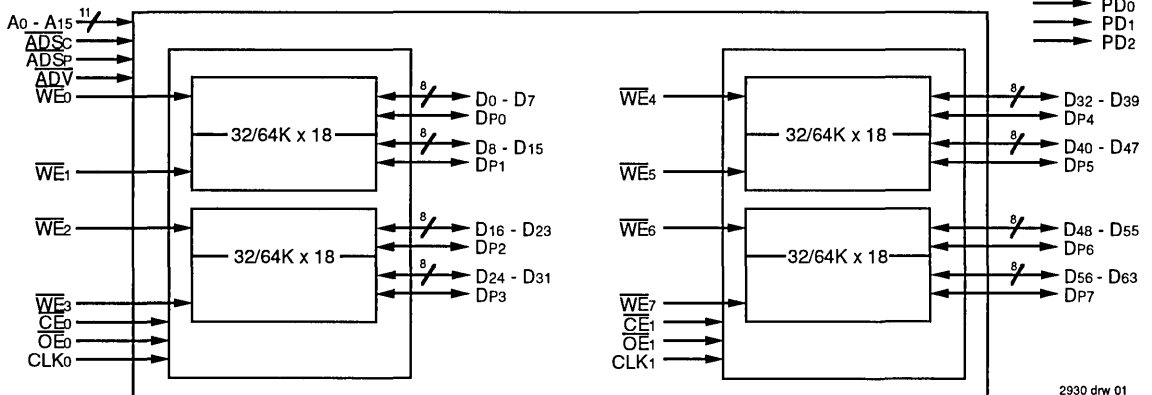 PD0
PD1
PD2
A0 - A15
11
ADSC
ADSP
ADV
WE0
WE1
WE2
WE3
CE0
OE0
CLK0
32/64K x 18
32/64K x 18
8
D0 - D7
DP0
8
D8 - D15
DP1
8
D16 - D23
DP2
8
D24 - D31
DP3
WE4
WE5
WE6
WE7
CE1
OE1
CLK1
32/64K x 18
32/64K x 18
8
D32 - D39
DP4
8
D40 - D47
DP5
8
D48 - D55
DP6
8
D56 - D63
DP7
2930 drw 01